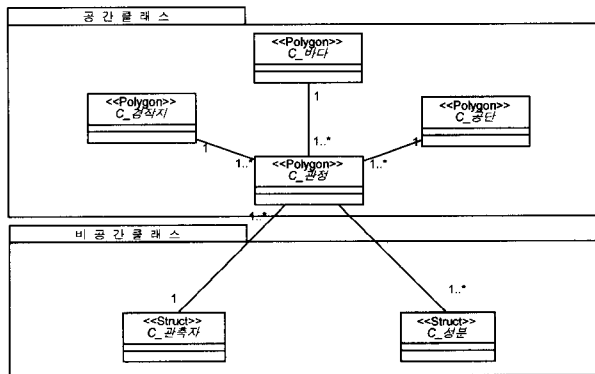 공 간 클 래 스
<<Polygon>>
C_바다
1
1..*
<<Polygon>>
C_경작지
1
1..*
<<Polygon>>
C_공단
1
1..*
<<Polygon>>
C_관정
1..*
비 공 간 클 래 스
1
<<Struct>>
C_관측자
1..*
<<Struct>>
C_성분